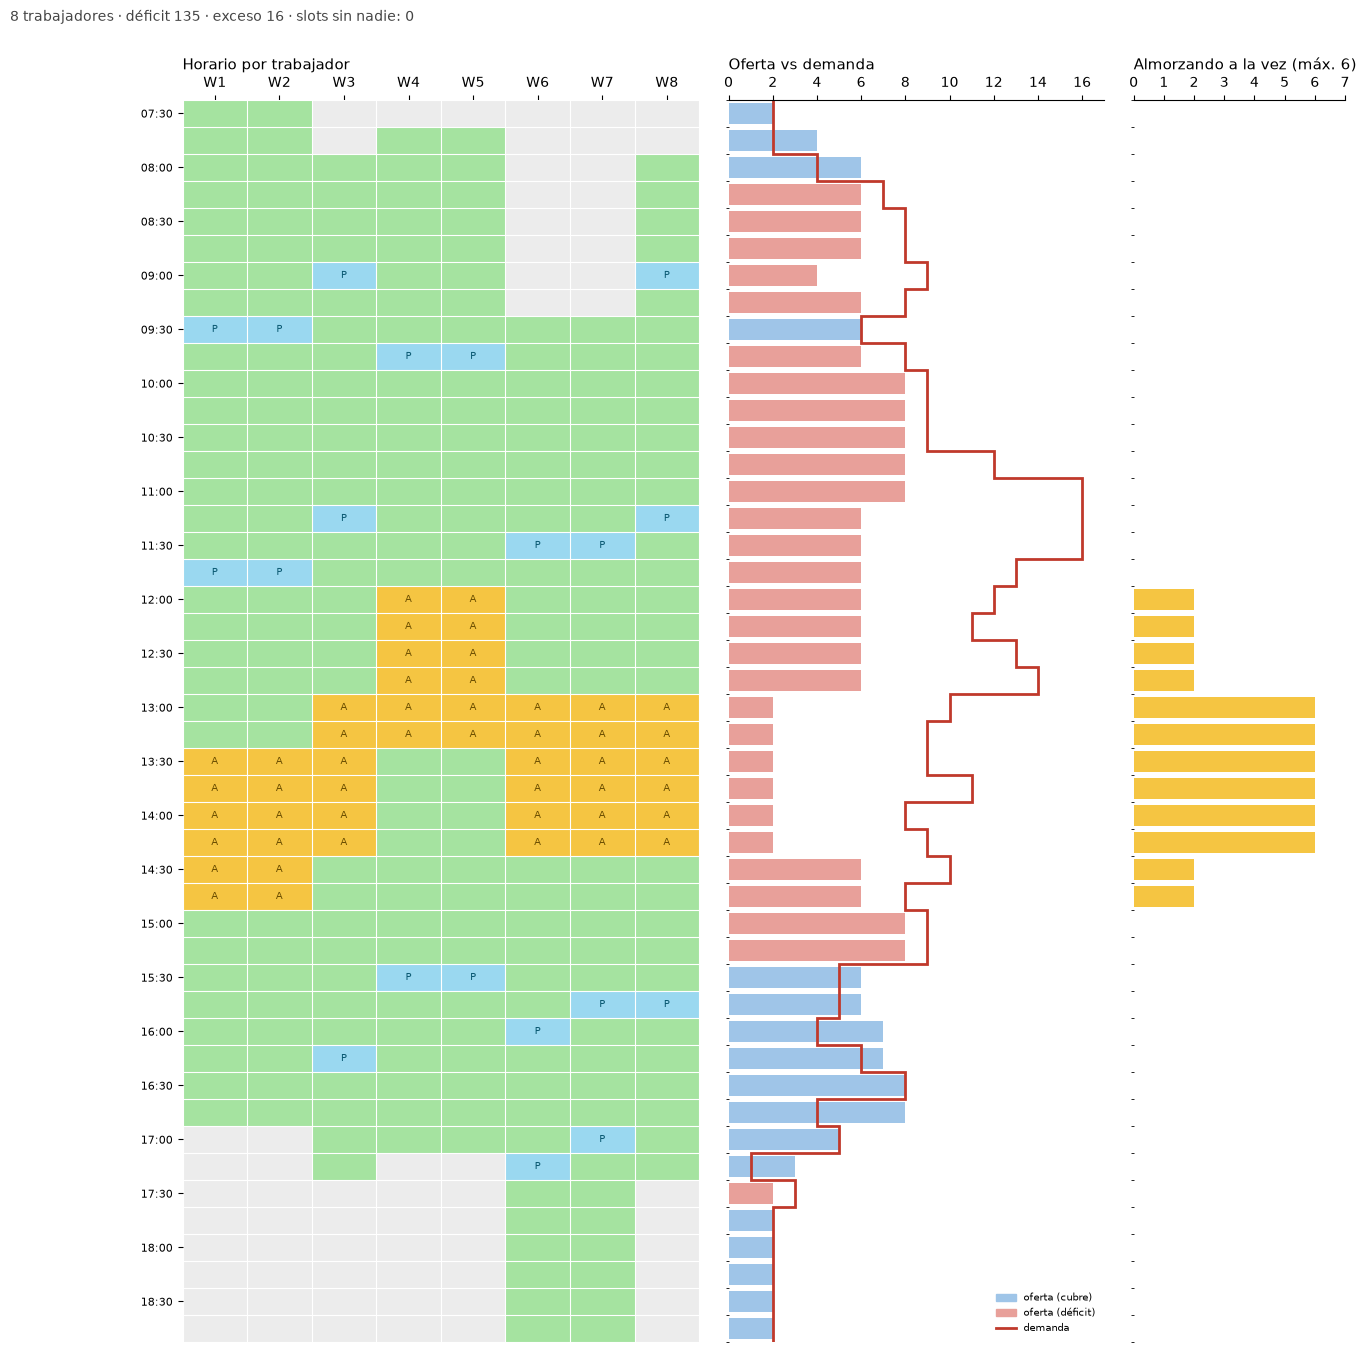 8 trabajadores · déficit 135 · exceso 16 · slots sin nadie: 0
Horario por trabajador
W1 W2 W3 W4 W5 W6 W7 W8
07:30
08:00
08:30
09:00 P P
09:30 P P
P P
10:00
10:30
11:00
P P
11:30 P P
P P
12:00 A A
A A
12:30 A A
A A
13:00 A A A A A A
A A A A A A
13:30 A A A A A A
A A A A A A
14:00 A A A A A A
A A A A A A
14:30 A A
A A
15:00
15:30 P P
P P
16:00 P
P
16:30
17:00 P
P
17:30
18:00
18:30
Oferta vs demanda
0 2 4 6 8 10 12 14 16
oferta (cubre)
oferta (déficit)
demanda
Almorzando a la vez (máx. 6)
0 1 2 3 4 5 6 7